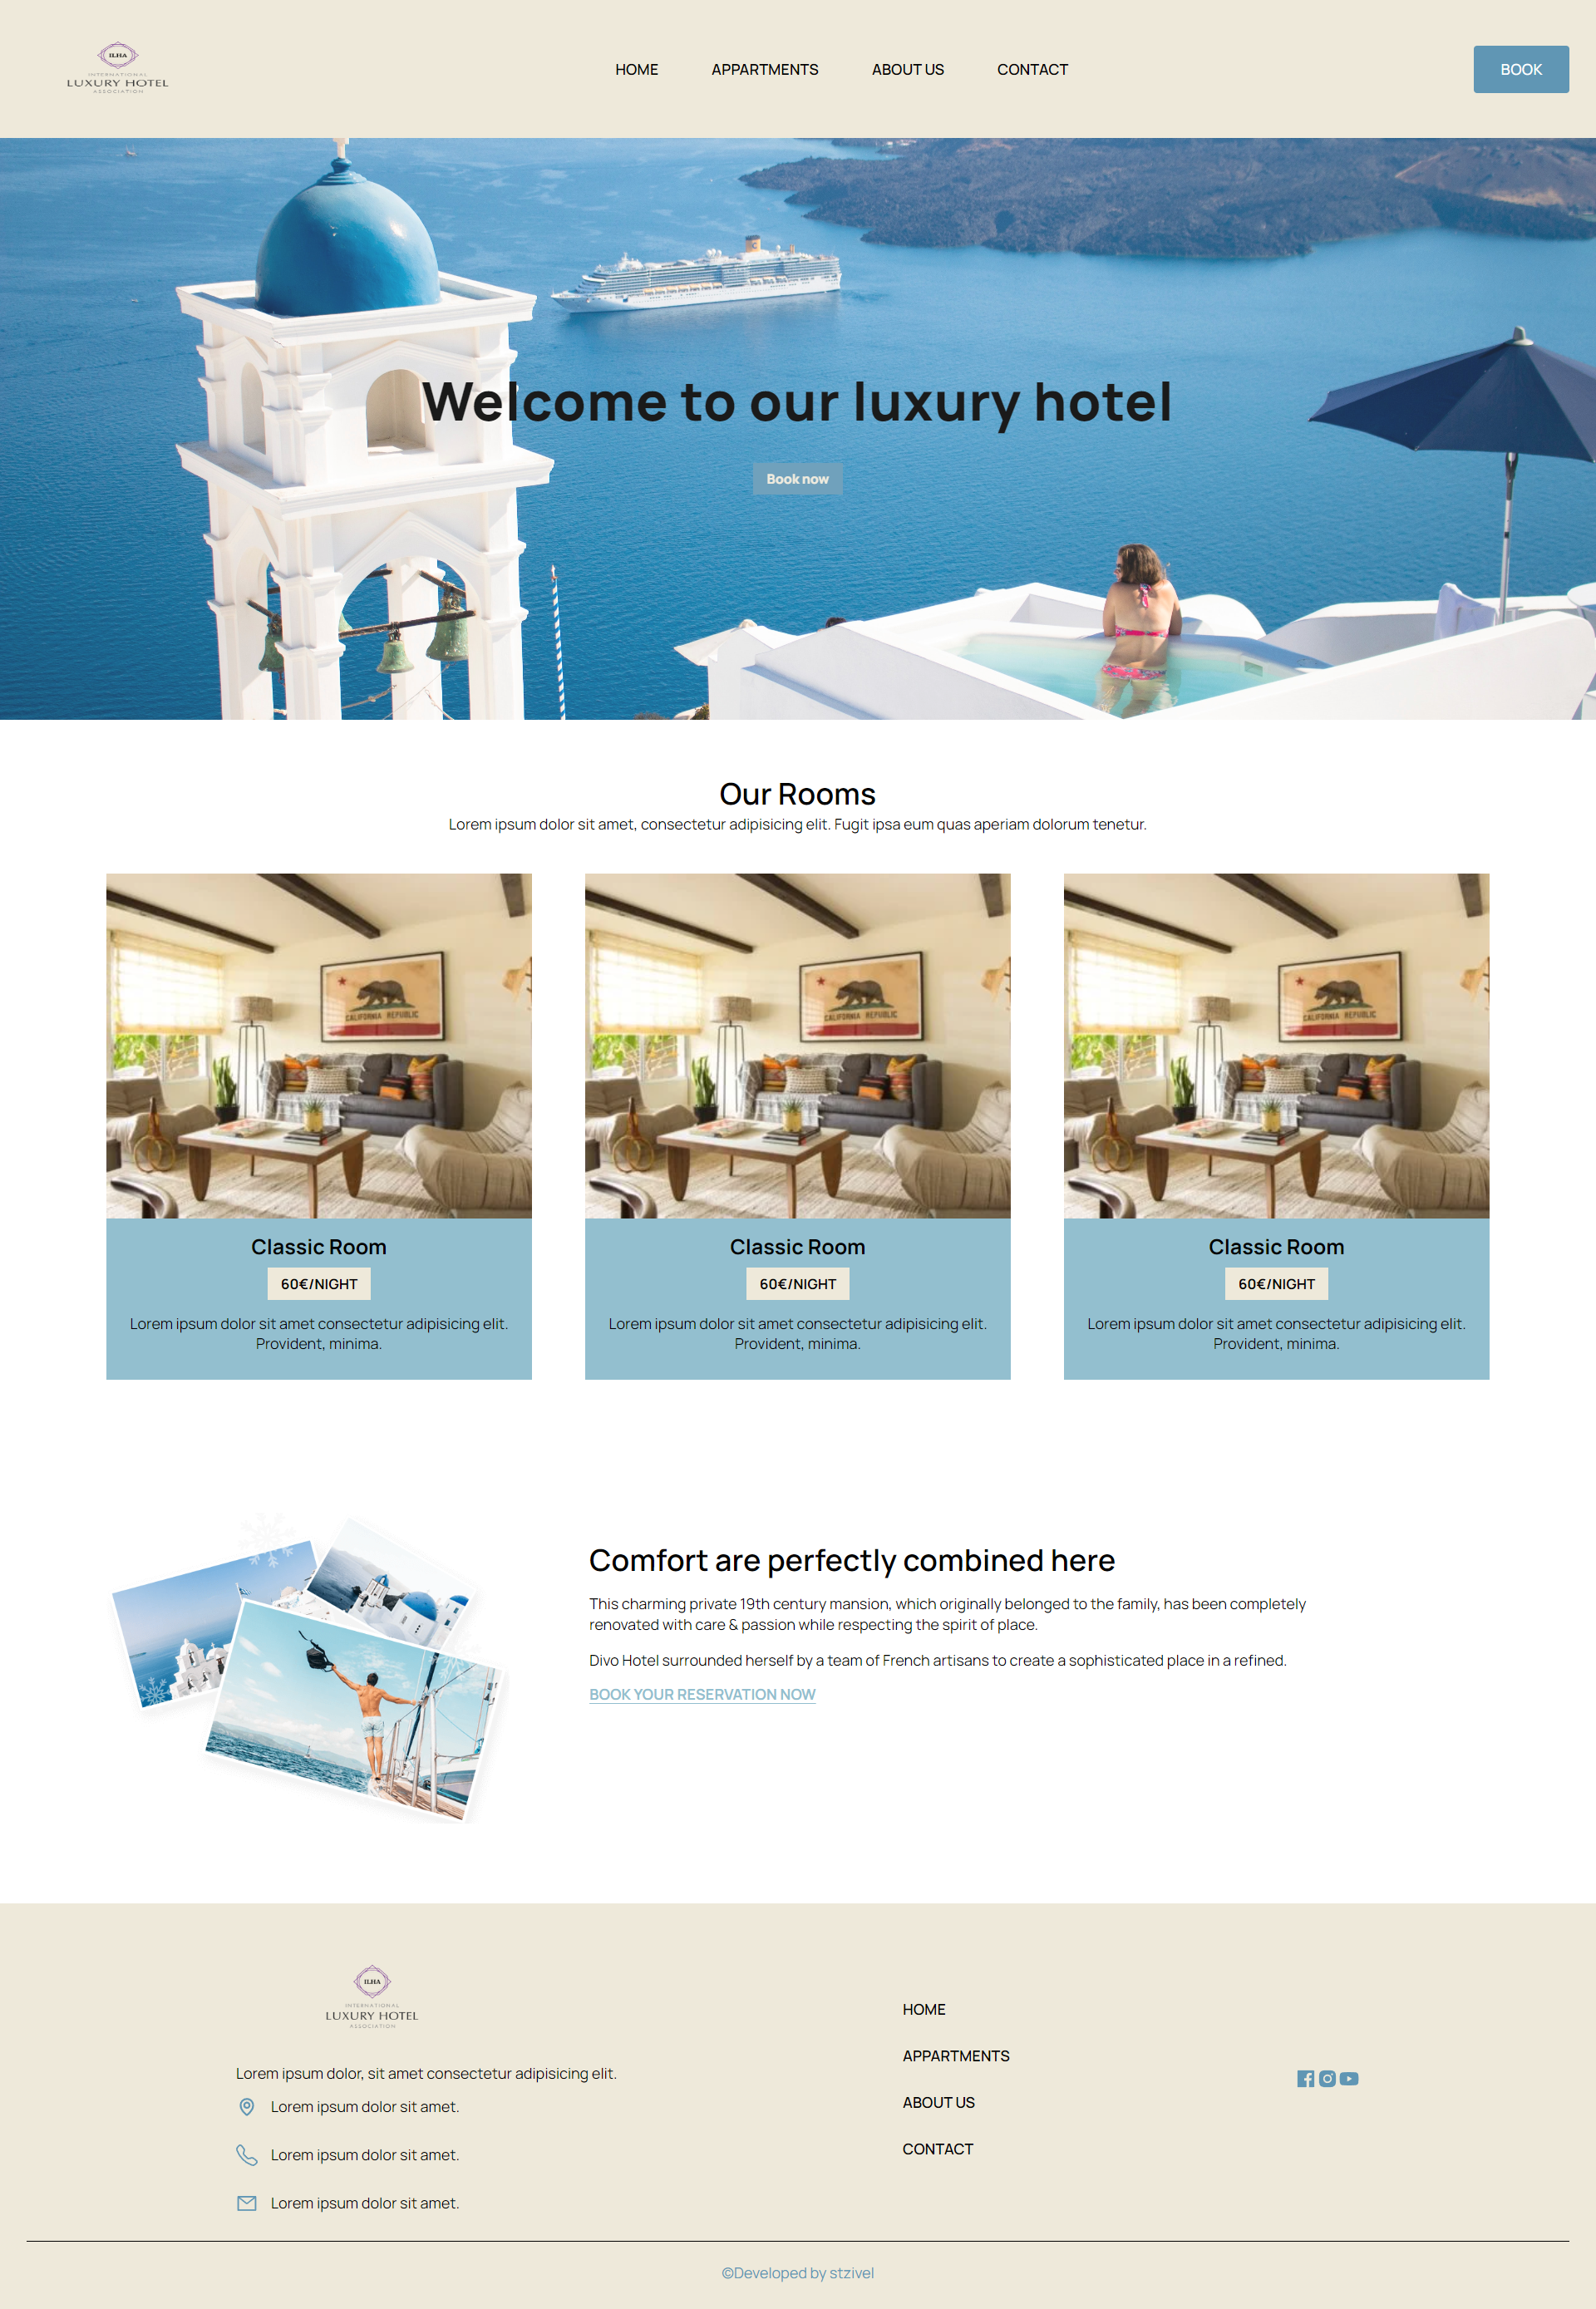 ILHA
INTERNATIONAL
LUXURY HOTEL
ASSOCIATION
HOME
APPARTMENTS
ABOUT US
CONTACT
BOOK
Welcome to our luxury hotel
Book now
Our Rooms
Lorem ipsum dolor sit amet, consectetur adipisicing elit. Fugit ipsa eum quas aperiam dolorum tenetur.
CALIFORNIA REPUBLIC
CALIFORNIA REPUBLIC
CALIFORNIA REPUBLIC
Classic Room
60€/NIGHT
Lorem ipsum dolor sit amet consectetur adipisicing elit.
Provident, minima.
Classic Room
60€/NIGHT
Lorem ipsum dolor sit amet consectetur adipisicing elit.
Provident, minima.
Classic Room
60€/NIGHT
Lorem ipsum dolor sit amet consectetur adipisicing elit.
Provident, minima.
Comfort are perfectly combined here
This charming private 19th century mansion, which originally belonged to the family, has been completely
renovated with care & passion while respecting the spirit of place.
Divo Hotel surrounded herself by a team of French artisans to create a sophisticated place in a refined.
BOOK YOUR RESERVATION NOW
ILHA
INTERNATIONAL
LUXURY HOTEL
ASSOCIATION
Lorem ipsum dolor, sit amet consectetur adipisicing elit.
Lorem ipsum dolor sit amet.
Lorem ipsum dolor sit amet.
Lorem ipsum dolor sit amet.
HOME
APPARTMENTS
ABOUT US
CONTACT
©Developed by stzivel